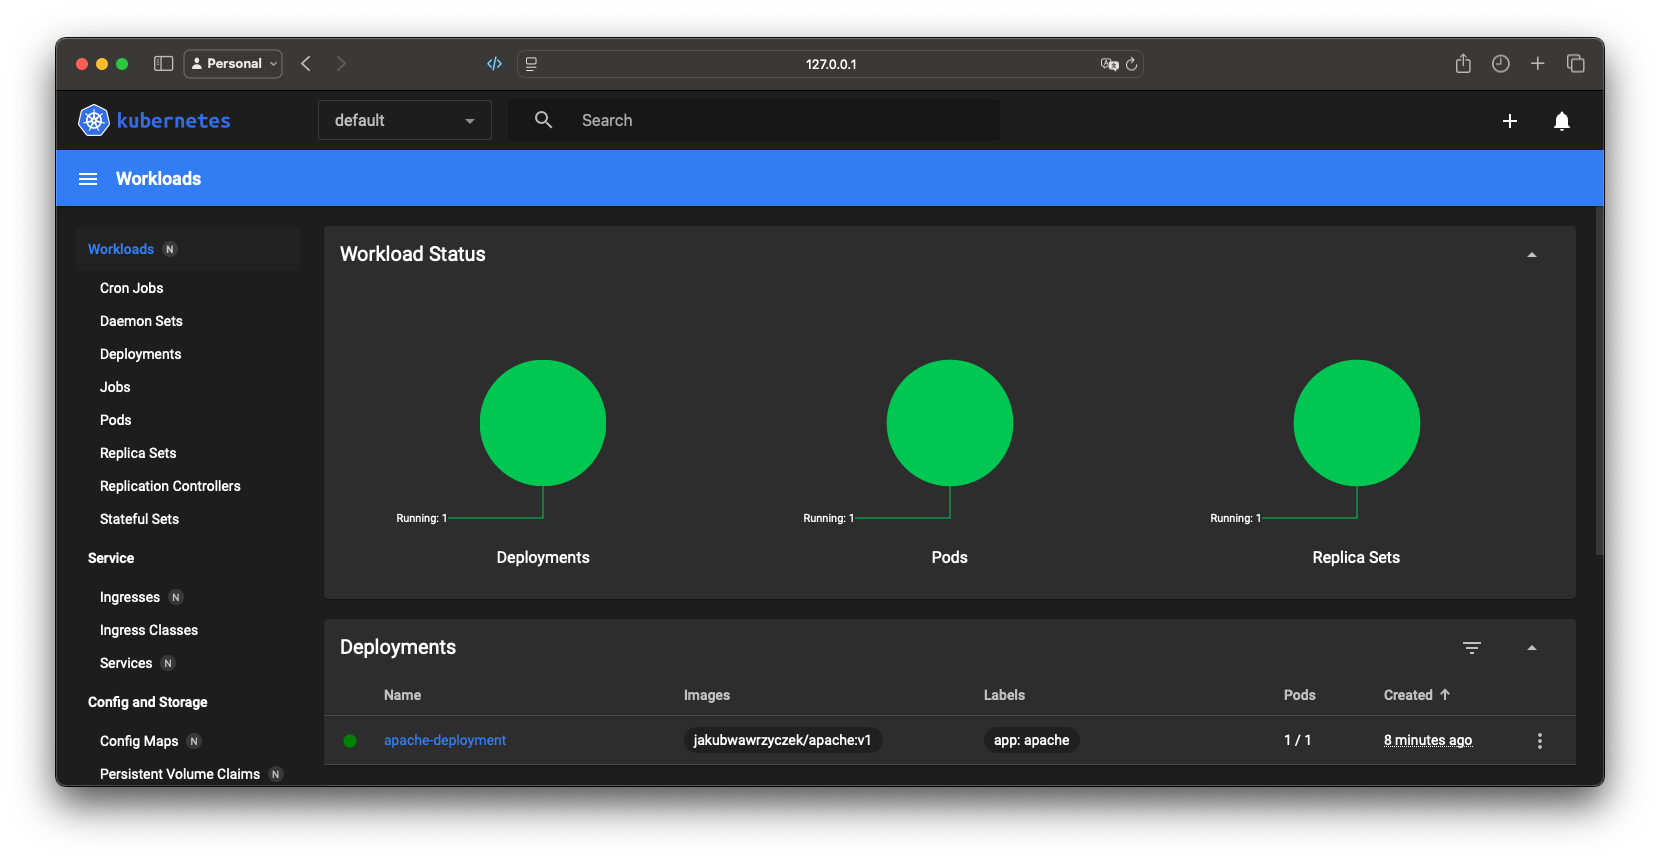 Personal
127.0.0.1
kubernetes
default
Search
Workloads
Workloads N
Cron Jobs
Daemon Sets
Deployments
Jobs
Pods
Replica Sets
Replication Controllers
Stateful Sets
Service
Ingresses N
Ingress Classes
Services N
Config and Storage
Config Maps N
Persistent Volume Claims N
Workload Status
Running: 1
Deployments
Running: 1
Pods
Running: 1
Replica Sets
Deployments
Name Images Labels Pods Created
apache-deployment jakubwawrzyczek/apache:v1 app: apache 1 / 1 8 minutes ago